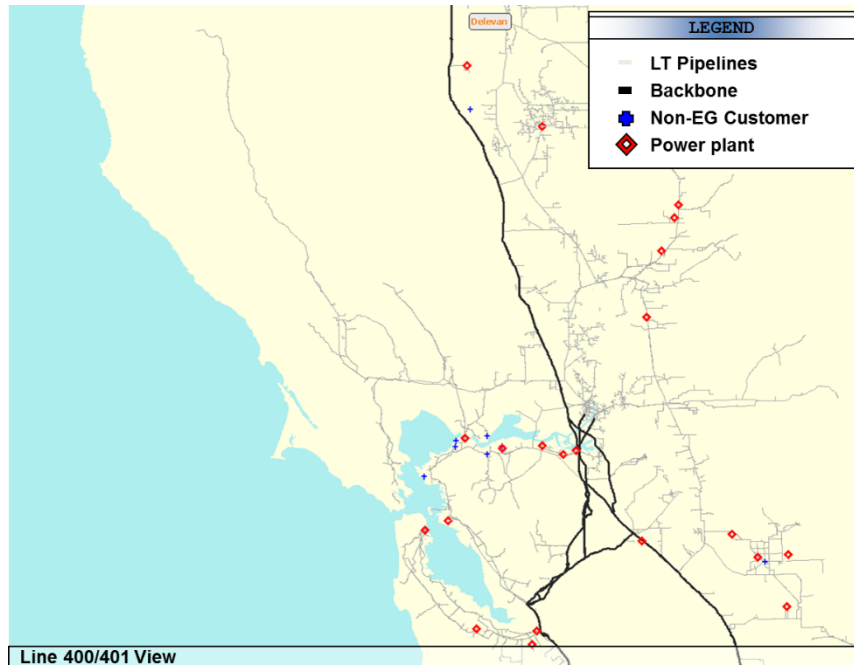 Delevan
LEGEND
LT Pipelines
Backbone
Non-EG Customer
Power plant
Line 400/401 View